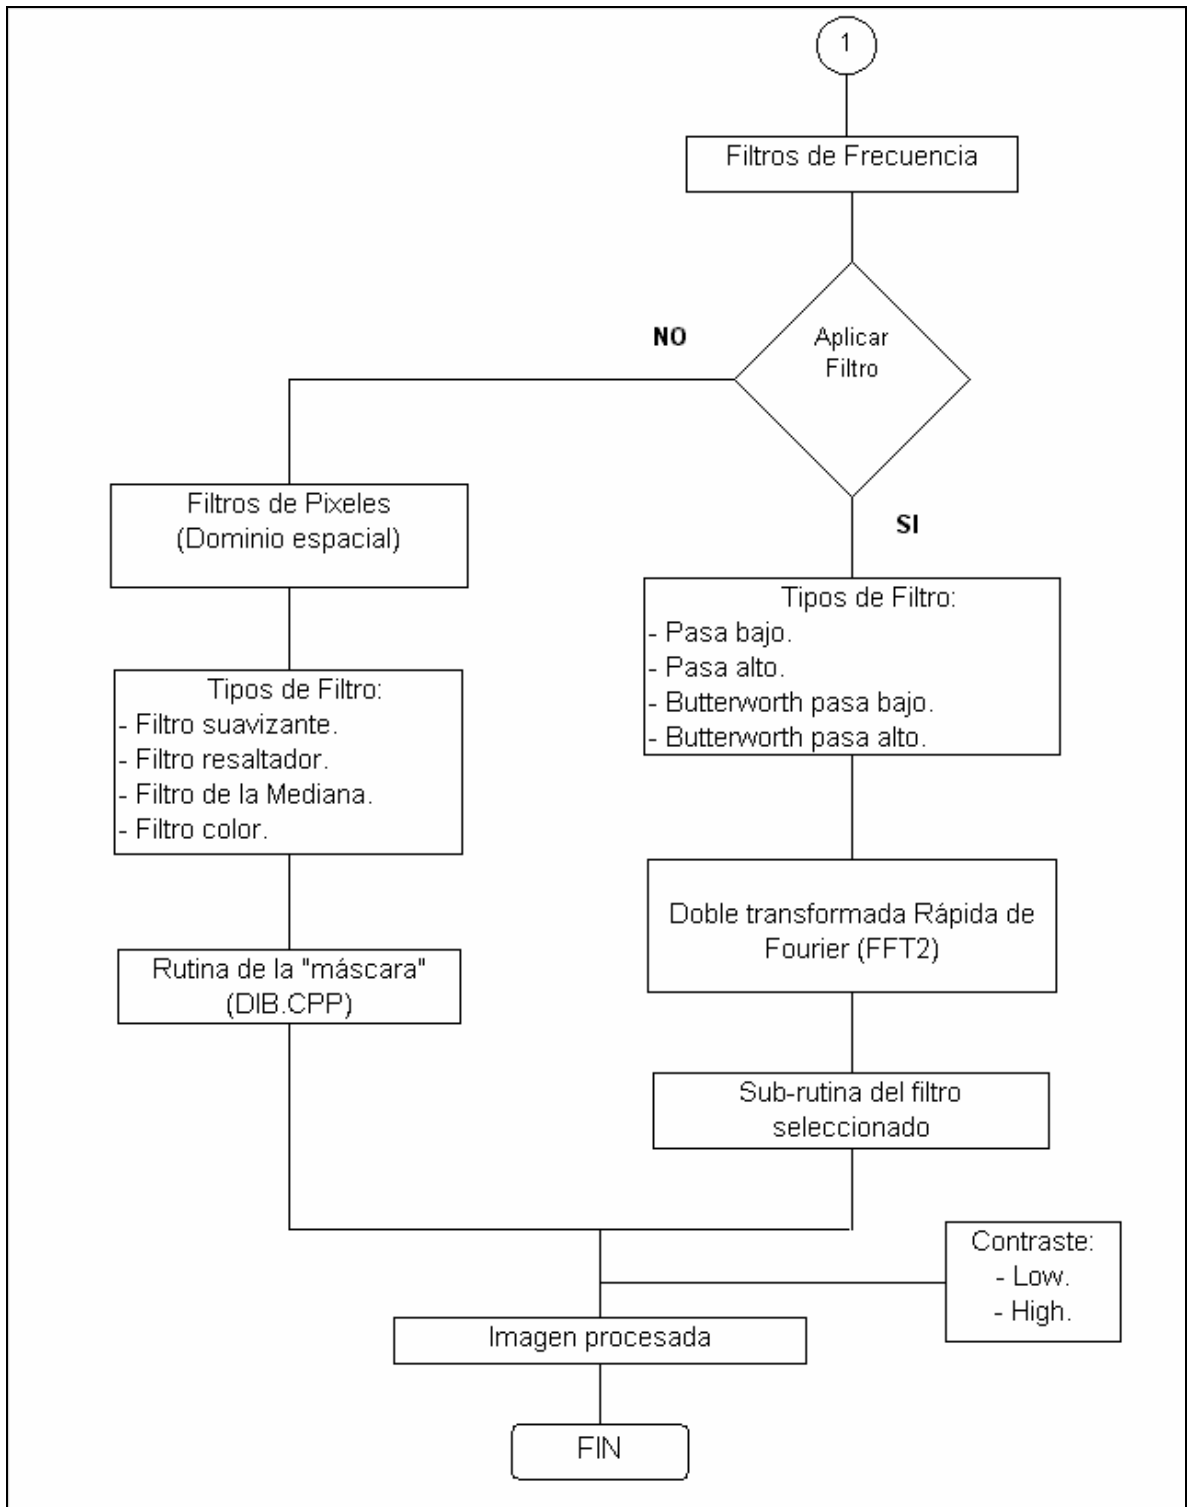 1
Filtros de Frecuencia
Aplicar
Filtro
NO
SI
Filtros de Pixeles
(Dominio espacial)
Tipos de Filtro:
- Filtro suavizante.
- Filtro resaltador.
- Filtro de la Mediana.
- Filtro color.
Rutina de la "máscara"
(DIB.CPP)
Tipos de Filtro:
- Pasa bajo.
- Pasa alto.
- Butterworth pasa bajo.
- Butterworth pasa alto.
Doble transformada Rápida de
Fourier (FFT2)
Sub-rutina del filtro
seleccionado
Contraste:
- Low.
- High.
Imagen procesada
FIN